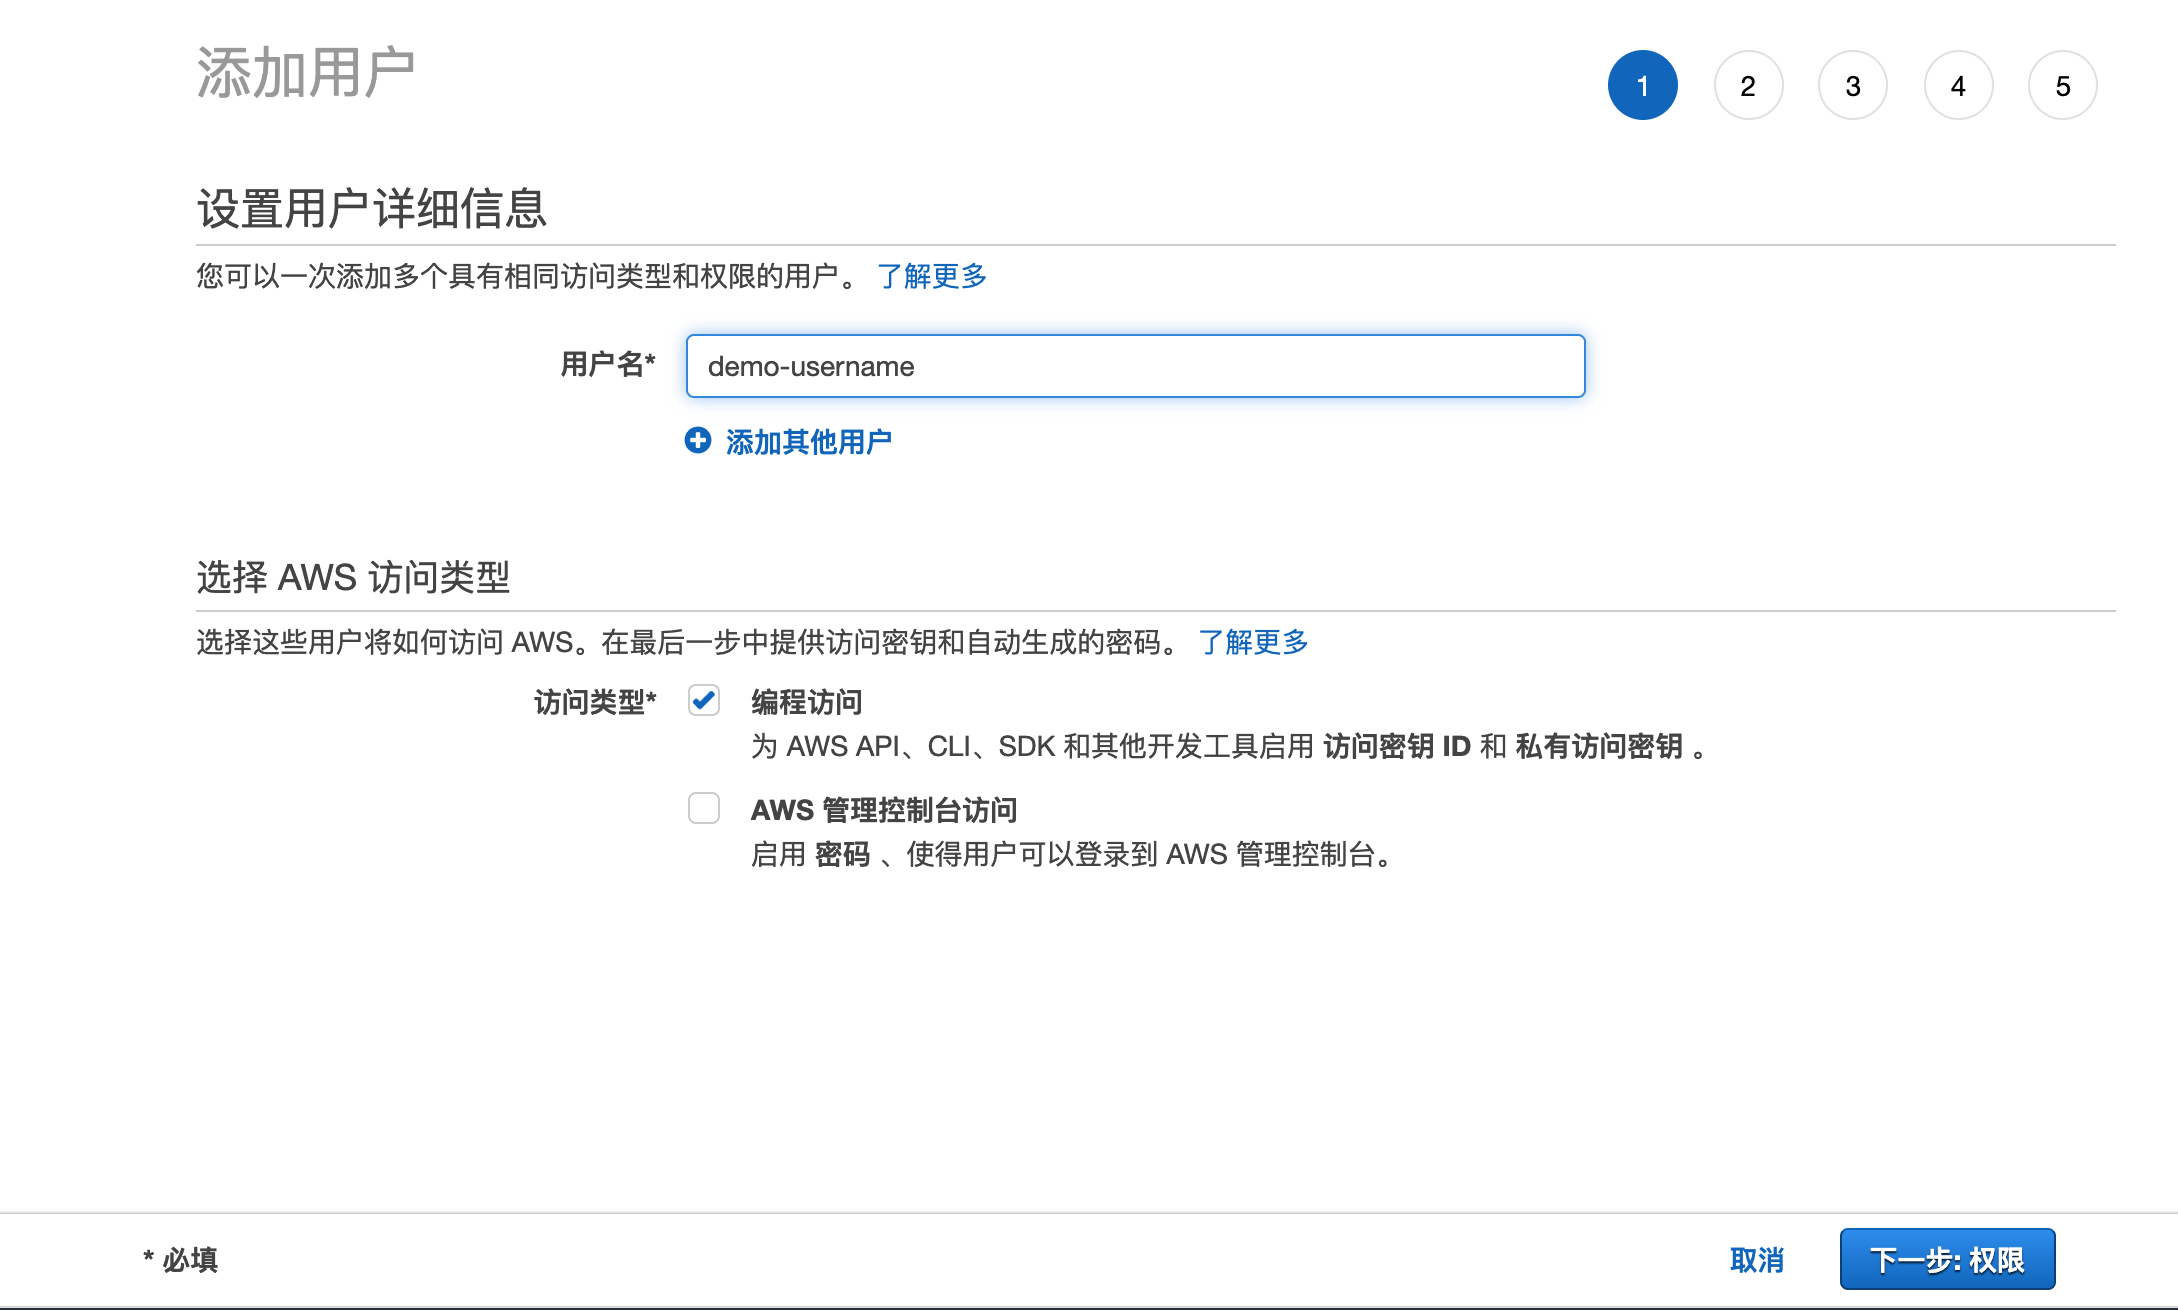 添加用户
1 2 3 4 5
设置用户详细信息
您可以一次添加多个具有相同访问类型和权限的用户。 了解更多
用户名* demo-username
添加其他用户
选择 AWS 访问类型
选择这些用户将如何访问 AWS。在最后一步中提供访问密钥和自动生成的密码。 了解更多
访问类型* 编程访问
为 AWS API、CLI、SDK 和其他开发工具启用 访问密钥 ID 和 私有访问密钥 。
AWS 管理控制台访问
启用 密码 、使得用户可以登录到 AWS 管理控制台。
* 必填 取消 下一步: 权限